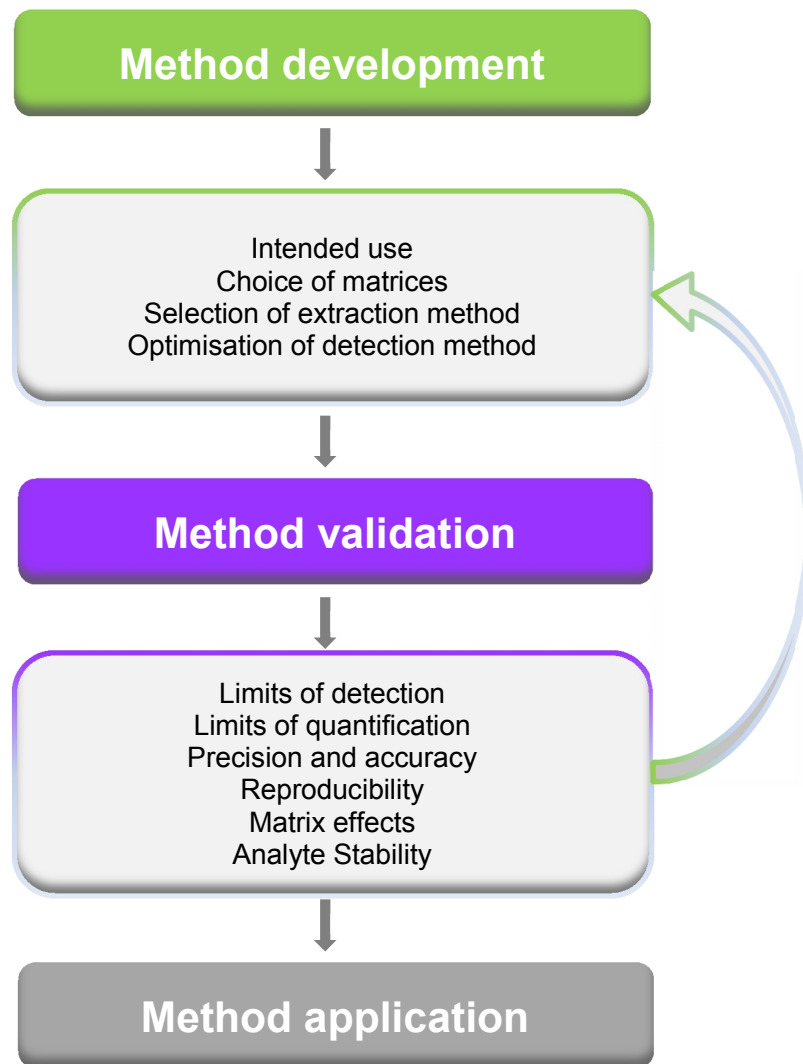 Method development
Intended use
Choice of matrices
Selection of extraction method
Optimisation of detection method
Method validation
Limits of detection
Limits of quantification
Precision and accuracy
Reproducibility
Matrix effects
Analyte Stability
Method application